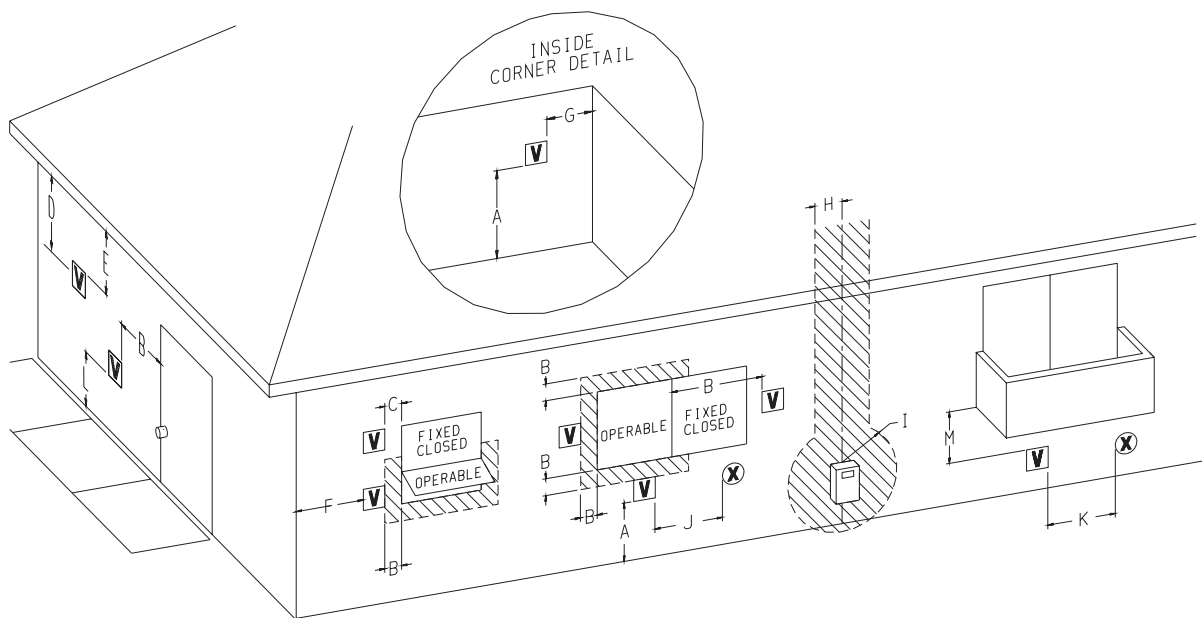 INSIDE
CORNER DETAIL
G
V
A
H
D
E
V
B
V
L
C
V
FIXED
CLOSED
OPERABLE
V
F
B
B
B
V
OPERABLE
FIXED
CLOSED
V
B
B
V
X
A
J
I
M
V
X
K